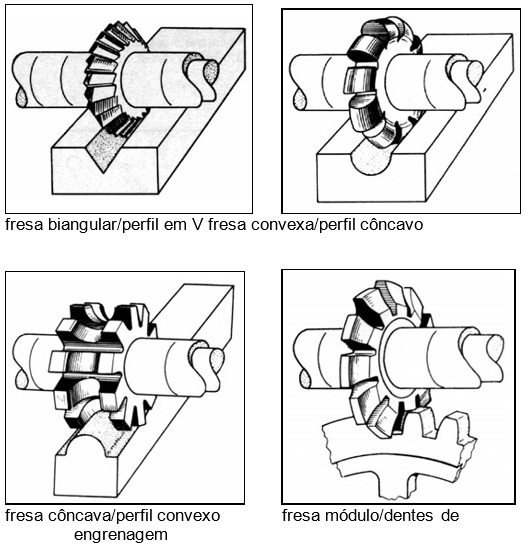 fresa biangular/perfil em V fresa convexa/perfil côncavo
fresa côncava/perfil convexo
engrenagem
fresa módulo/dentes de